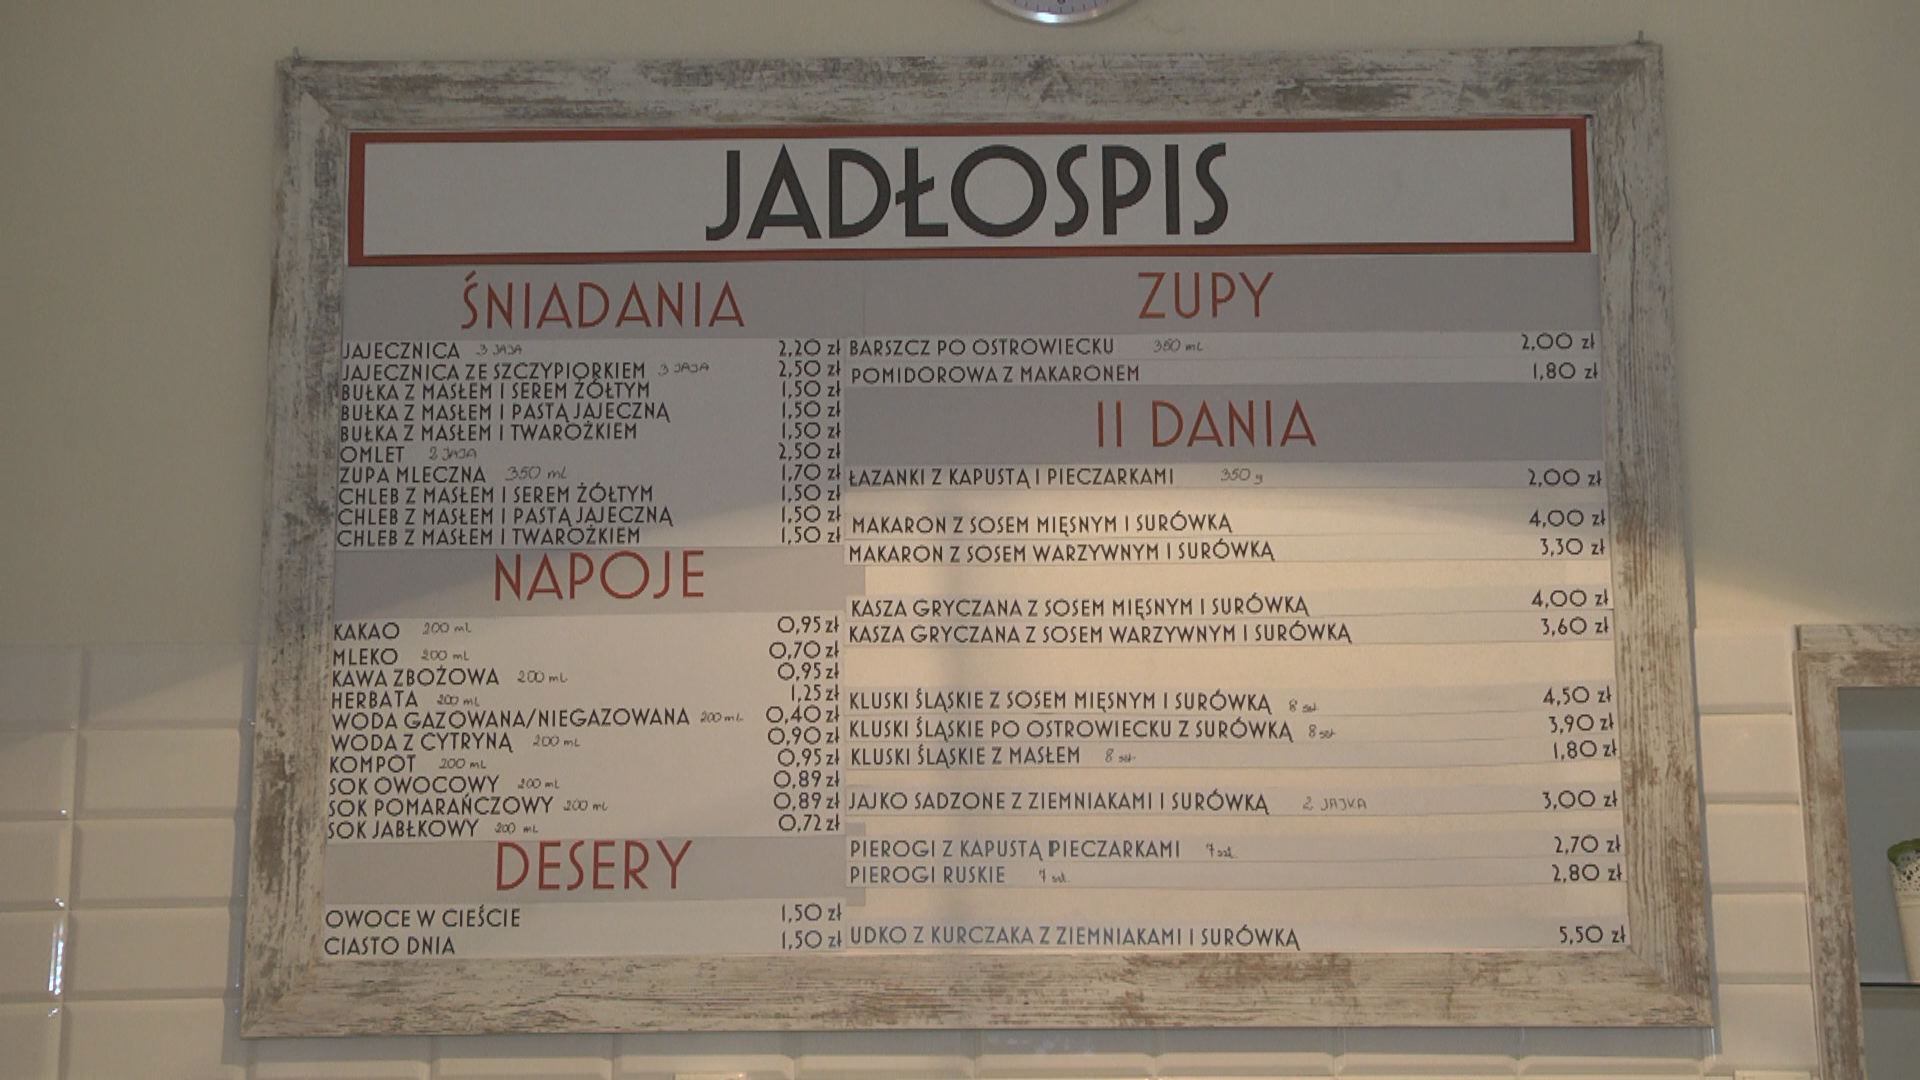 JADŁOSPIS
ŚNIADANIA
JAJECZNICA 3 JAJA 2,20 zł
JAJECZNICA ZE SZCZYPIORKIEM 3 JAJA 2,50 zł
BUŁKA Z MASŁEM I SEREM ŻÓŁTYM 1,50 zł
BUŁKA Z MASŁEM I PASTĄ JAJECZNĄ 1,50 zł
BUŁKA Z MASŁEM I TWAROŻKIEM 1,50 zł
OMLET 2 JAJA 2,50 zł
ZUPA MLECZNA 350 ml 1,70 zł
CHLEB Z MASŁEM I SEREM ŻÓŁTYM 1,50 zł
CHLEB Z MASŁEM I PASTĄ JAJECZNĄ 1,50 zł
CHLEB Z MASŁEM I TWAROŻKIEM 1,50 zł
NAPOJE
KAKAO 200 ml 0,95 zł
MLEKO 200 ml 0,70 zł
KAWA ZBOŻOWA 200 ml 0,95 zł
HERBATA 200 ml 1,25 zł
WODA GAZOWANA/NIEGAZOWANA 200 ml 0,40 zł
WODA Z CYTRYNĄ 200 ml 0,90 zł
KOMPOT 200 ml 0,95 zł
SOK OWOCOWY 200 ml 0,89 zł
SOK POMARAŃCZOWY 200 ml 0,89 zł
SOK JABŁKOWY 200 ml 0,72 zł
DESERY
OWOCE W CIEŚCIE 1,50 zł
CIASTO DNIA 1,50 zł
ZUPY
BARSZCZ PO OSTROWIECKU 350 ml 2,00 zł
POMIDOROWA Z MAKARONEM 1,80 zł
II DANIA
ŁAZANKI Z KAPUSTĄ I PIECZARKAMI 350 g 2,00 zł
MAKARON Z SOSEM MIĘSNYM I SURÓWKĄ 4,00 zł
MAKARON Z SOSEM WARZYWNYM I SURÓWKĄ 3,30 zł
KASZA GRYCZANA Z SOSEM MIĘSNYM I SURÓWKĄ 4,00 zł
KASZA GRYCZANA Z SOSEM WARZYWNYM I SURÓWKĄ 3,60 zł
KLUSKI ŚLĄSKIE Z SOSEM MIĘSNYM I SURÓWKĄ 8 szt. 4,50 zł
KLUSKI ŚLĄSKIE PO OSTROWIECKU Z SURÓWKĄ 8 szt 3,90 zł
KLUSKI ŚLĄSKIE Z MASŁEM 8 szt. 1,80 zł
JAJKO SADZONE Z ZIEMNIAKAMI I SURÓWKĄ 2 JAJKA 3,00 zł
PIEROGI Z KAPUSTĄ PIECZARKAMI 7 szt. 2,70 zł
PIEROGI RUSKIE 7 szt. 2,80 zł
UDKO Z KURCZAKA Z ZIEMNIAKAMI I SURÓWKĄ 5,50 zł